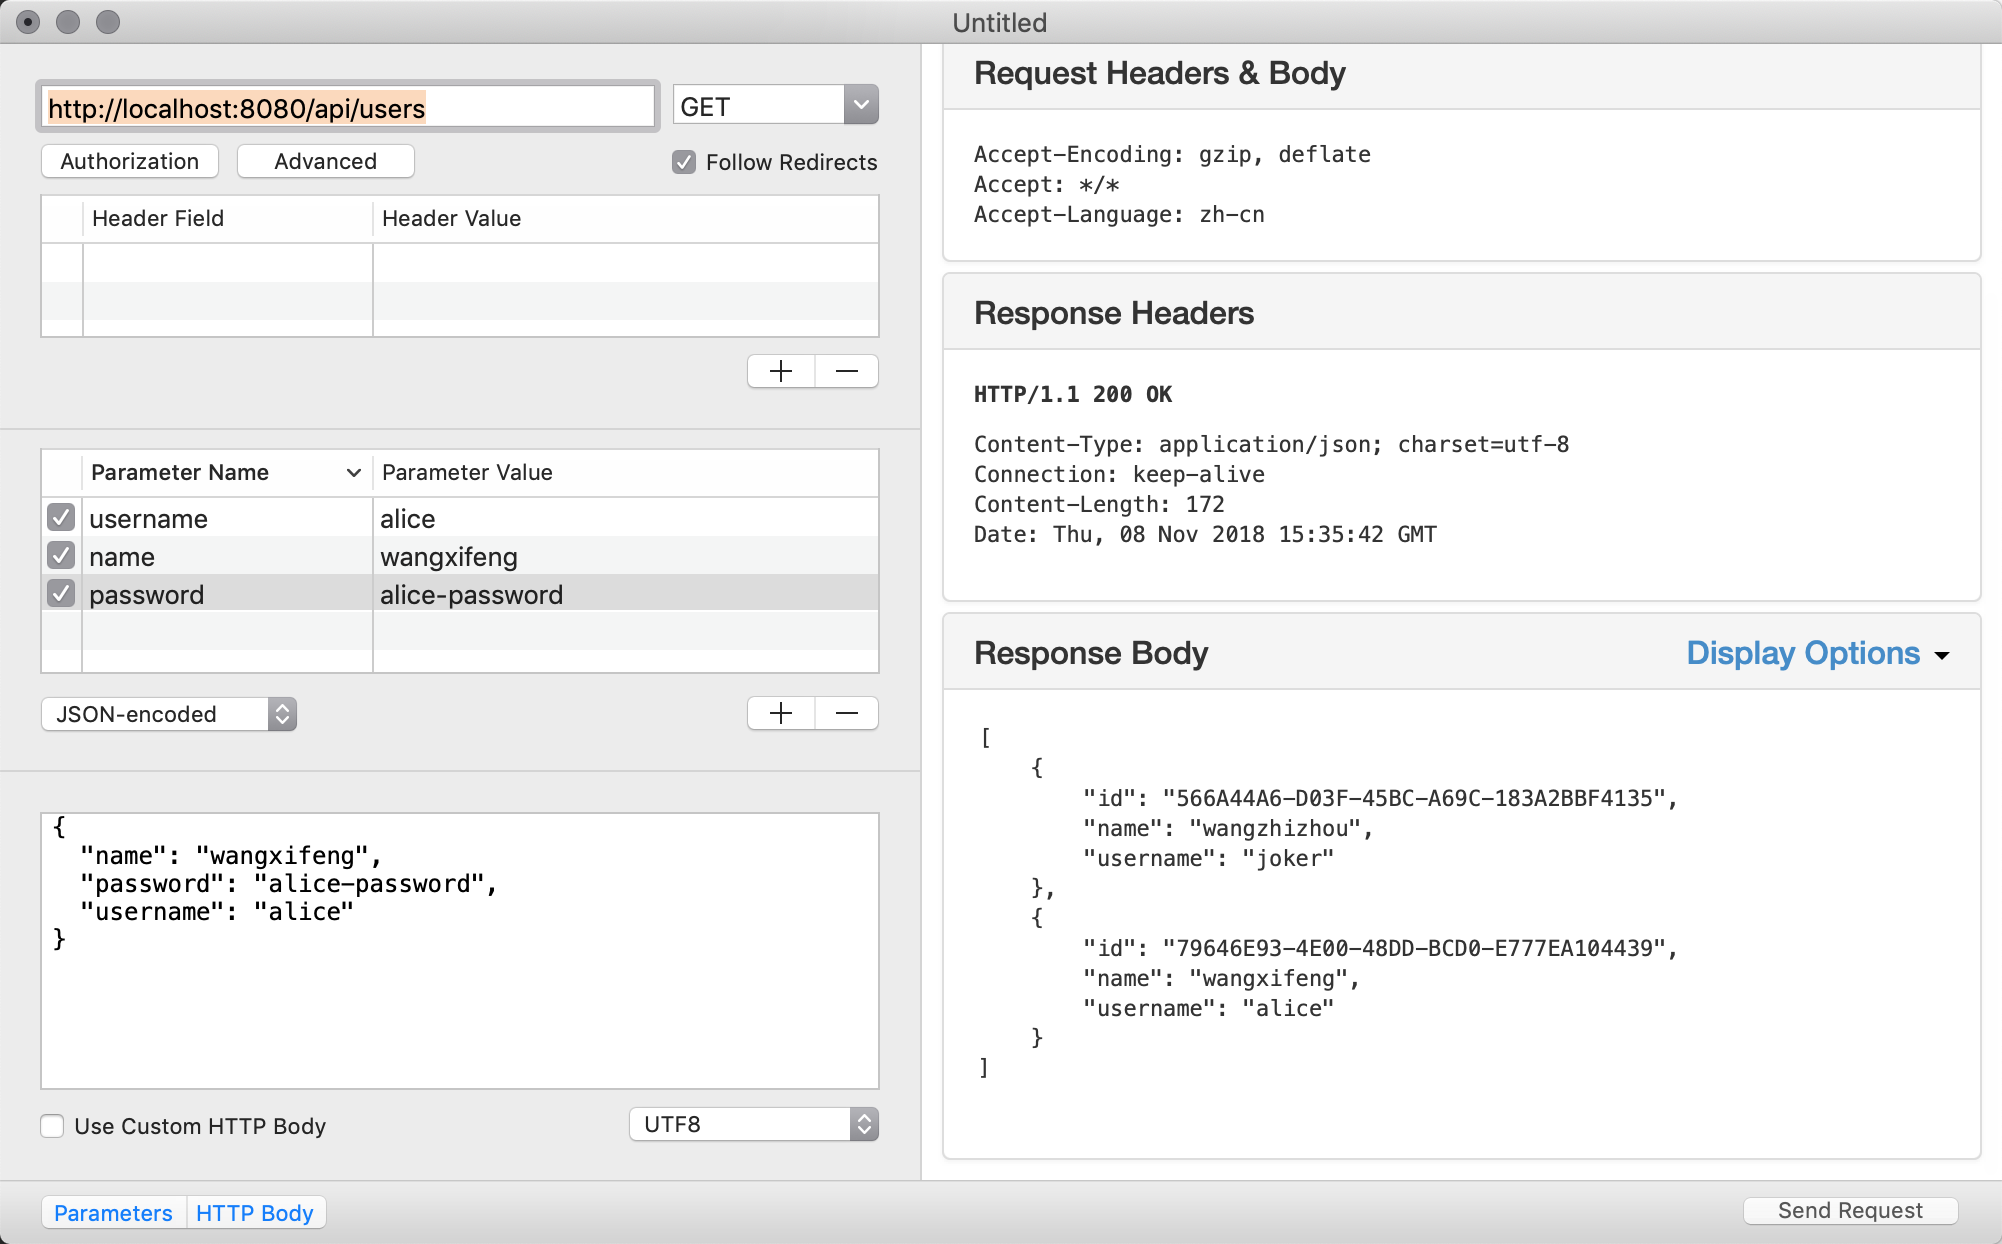 Untitled
http://localhost:8080/api/users
GET
Authorization
Advanced
Follow Redirects
Header Field
Header Value
Parameter Name
Parameter Value
username
alice
name
wangxifeng
password
alice-password
JSON-encoded
{
"name": "wangxifeng",
"password": "alice-password",
"username": "alice"
}
Use Custom HTTP Body
UTF8
Parameters
HTTP Body
Request Headers & Body
Accept-Encoding: gzip, deflate
Accept: */*
Accept-Language: zh-cn
Response Headers
HTTP/1.1 200 OK
Content-Type: application/json; charset=utf-8
Connection: keep-alive
Content-Length: 172
Date: Thu, 08 Nov 2018 15:35:42 GMT
Response Body
Display Options
[
{
"id": "566A44A6-D03F-45BC-A69C-183A2BBF4135",
"name": "wangzhizhou",
"username": "joker"
},
{
"id": "79646E93-4E00-48DD-BCD0-E777EA104439",
"name": "wangxifeng",
"username": "alice"
}
]
Send Request